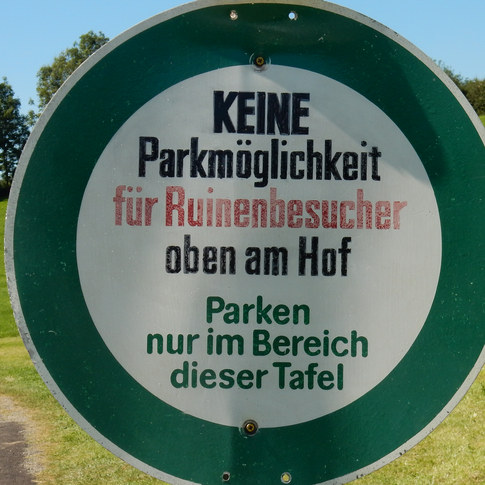 KEINE
Parkmöglichkeit
für Ruinenbesucher
oben am Hof
Parken
nur im Bereich
dieser Tafel